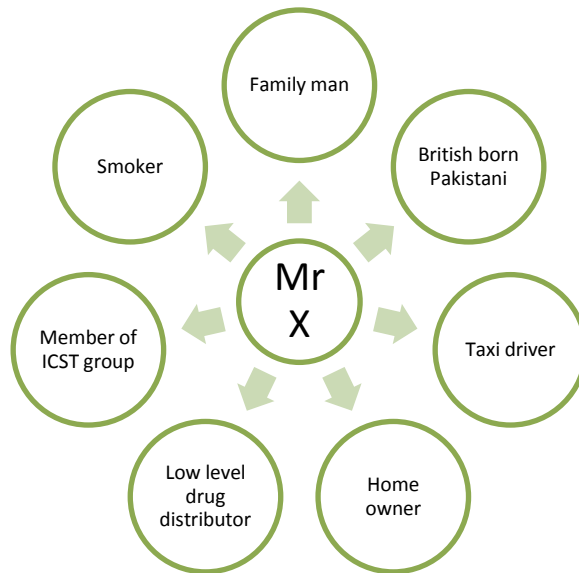 Family man
British born
Pakistani
Taxi driver
Home
owner
Low level
drug
distributor
Member of
ICST group
Smoker
Mr
X